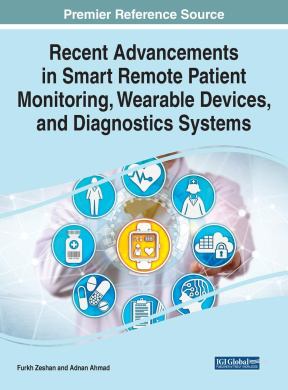 Premier Reference Source
Recent Advancements
in Smart Remote Patient
Monitoring, Wearable Devices,
and Diagnostics Systems
Furkh Zeshan and Adnan Ahmad
IGI Global